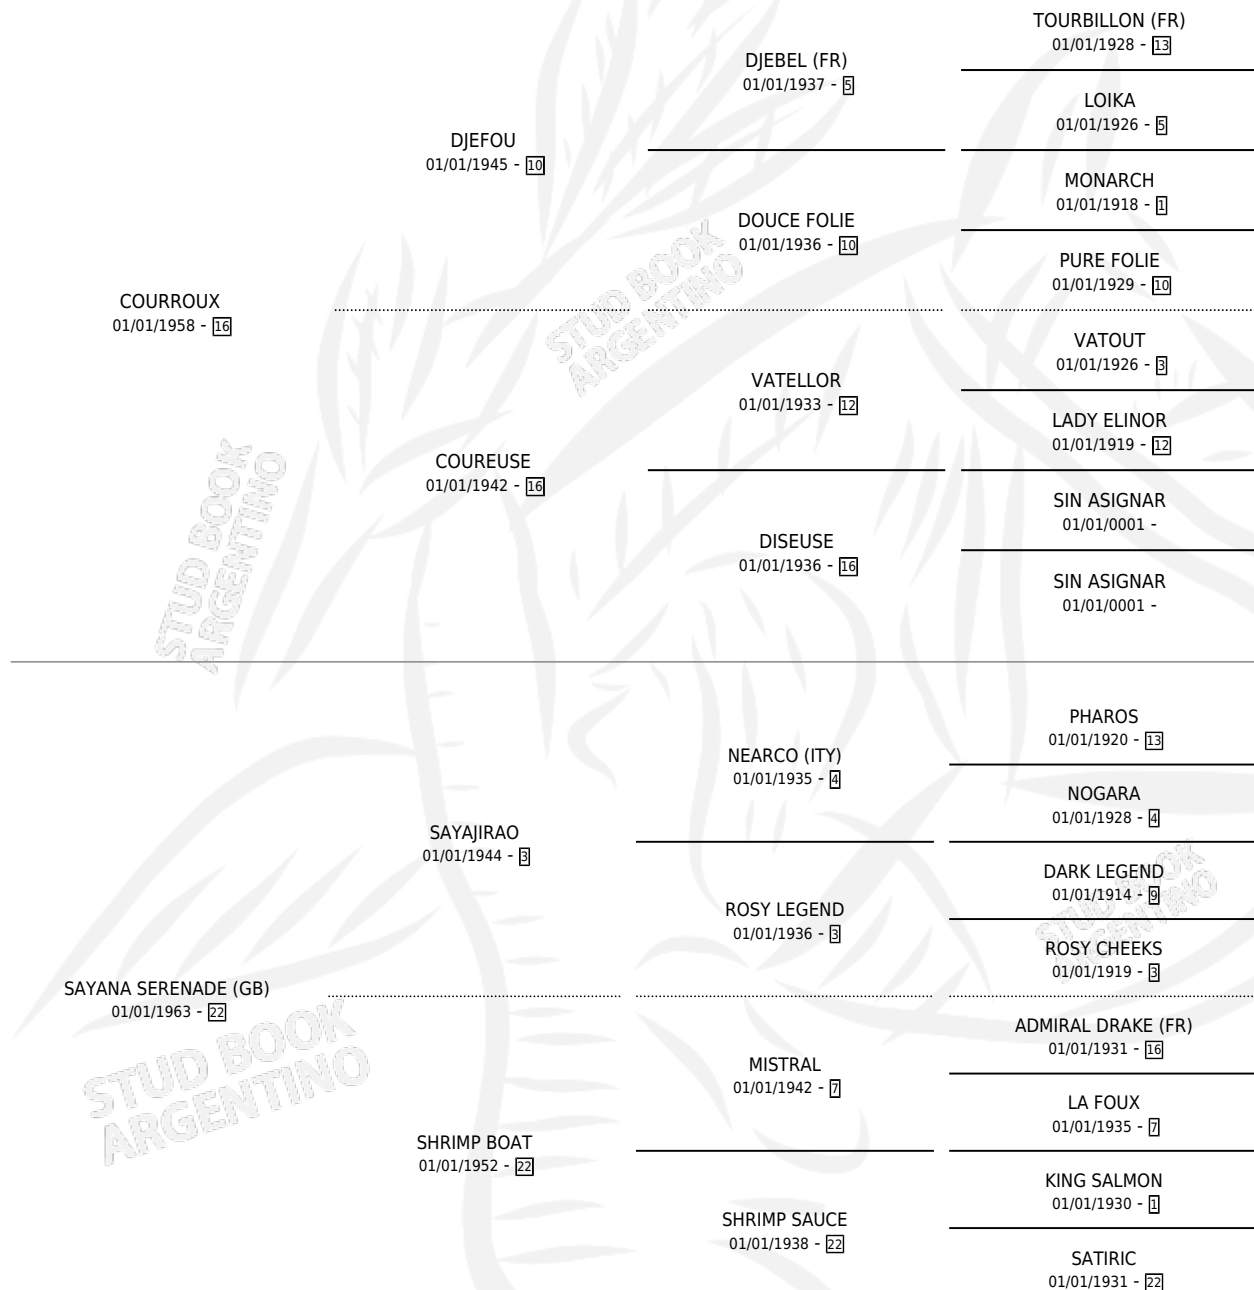 TOURBILLON (FR)
01/01/1928 - 13
DJEBEL (FR)
01/01/1937 - 5
LOIKA
01/01/1926 - 5
DJEFOU
01/01/1945 - 10
MONARCH
01/01/1918 - 1
DOUCE FOLIE
01/01/1936 - 10
PURE FOLIE
01/01/1929 - 10
COURROUX
01/01/1958 - 16
VATOUT
01/01/1926 - 3
VATELLOR
01/01/1933 - 12
LADY ELINOR
01/01/1919 - 12
COUREUSE
01/01/1942 - 16
SIN ASIGNAR
01/01/0001 -
DISEUSE
01/01/1936 - 16
SIN ASIGNAR
01/01/0001 -
PHAROS
01/01/1920 - 13
NEARCO (ITY)
01/01/1935 - 4
NOGARA
01/01/1928 - 4
SAYAJIRAO
01/01/1944 - 3
DARK LEGEND
01/01/1914 - 9
ROSY LEGEND
01/01/1936 - 3
ROSY CHEEKS
01/01/1919 - 3
SAYANA SERENADE (GB)
01/01/1963 - 22
ADMIRAL DRAKE (FR)
01/01/1931 - 16
MISTRAL
01/01/1942 - 7
LA FOUX
01/01/1935 - 7
SHRIMP BOAT
01/01/1952 - 22
KING SALMON
01/01/1930 - 1
SHRIMP SAUCE
01/01/1938 - 22
SATIRIC
01/01/1931 - 22
STUD BOOK
ARGENTINO
STUD BOOK
ARGENTINO
STUD BOOK
ARGENTINO
STUD BOOK
ARGENTINO